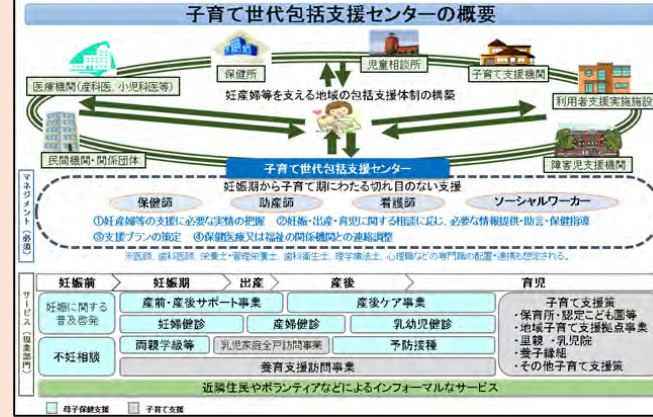 子育て世代包括支援センターの概要
保健所
児童相談所
医療機関(産科医、小児科医等)
子育て支援機関
妊産婦等を支える地域の包括支援体制の構築
利用者支援実施施設
民間機関・関係団体
子育て世代包括支援センター
障害児支援機関
マネジメント(必須)
妊娠期から子育て期にわたる切れ目のない支援
保健師 助産師 看護師 ソーシャルワーカー
①妊産婦等の支援に必要な実情の把握 ②妊娠・出産・育児に関する相談に応じ、必要な情報提供・助言・保健指導
③支援プランの策定 ④保健医療又は福祉の関係機関との連絡調整
※医師、歯科医師、栄養士・管理栄養士、歯科衛生士、理学療法士、心理職などの専門職の配置・連携も想定される。
サービス(現業部門)
妊娠前 妊娠期 出産 産後 育児
妊娠に関する普及啓発
産前・産後サポート事業 産後ケア事業
妊婦健診 産婦健診 乳幼児健診
不妊相談
両親学級等 乳児家庭全戸訪問事業 予防接種
養育支援訪問事業
子育て支援策
・保育所・認定こども園等
・地域子育て支援拠点事業
・里親・乳児院
・養子縁組
・その他子育て支援策
近隣住民やボランティアなどによるインフォーマルなサービス
母子保健支援 子育て支援